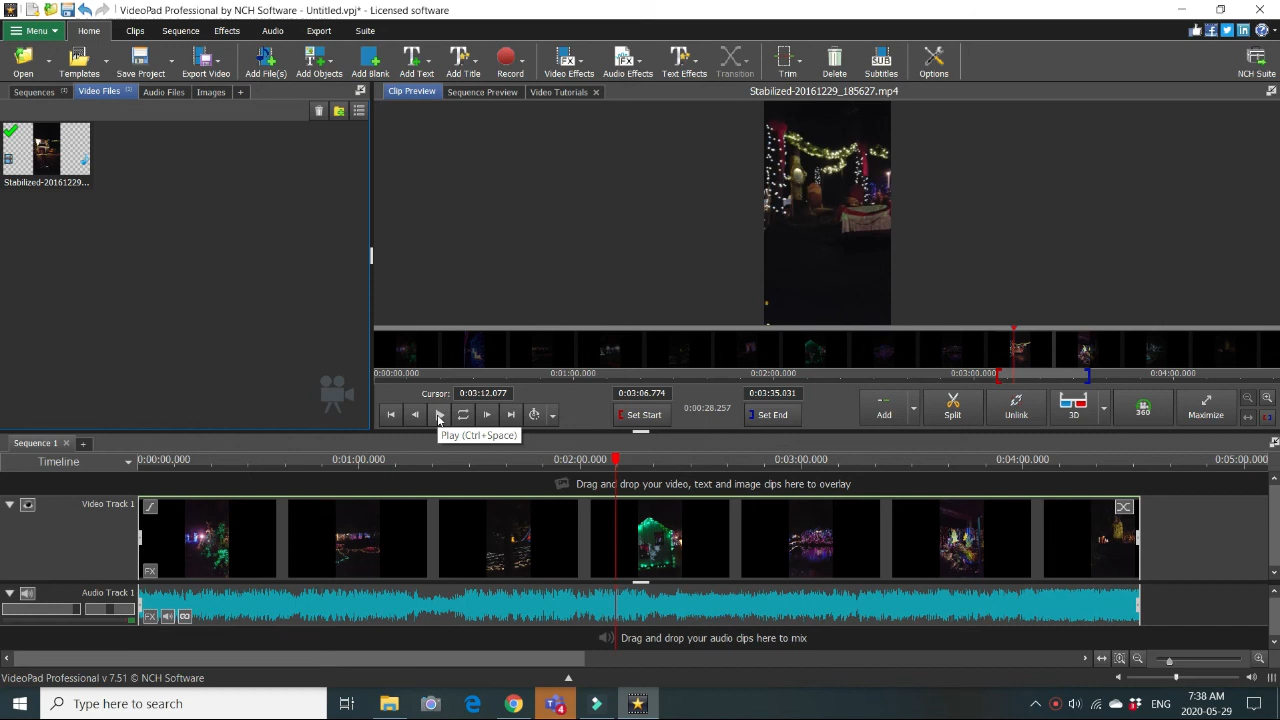 VideoPad Professional by NCH Software - Untitled.vpj* - Licensed software
Menu Home Clips Sequence Effects Audio Export Suite
Open Templates Save Project Export Video Add File(s) Add Objects Add Blank Add Text Add Title Record Video Effects Audio Effects Text Effects Transition Trim Delete Subtitles Options NCH Suite
Sequences (1) Video Files Audio Files Images + Clip Preview Sequence Preview Video Tutorials Stabilized-20161229_185627.mp4
Stabilized-20161229...
0:00:00.000 0:01:00.000 0:02:00.000 0:03:00.000 0:04:00.000
Cursor: 0:03:12.077 0:03:06.774 0:03:35.031
0:00:28.257
Set Start Set End Add Split Unlink 3D 360 Maximize
Play (Ctrl+Space)
Sequence 1
Timeline 0:00:00.000 0:01:00.000 0:02:00.000 0:03:00.000 0:04:00.000 0:05:00.000
Drag and drop your video, text and image clips here to overlay
Video Track 1
FX
Audio Track 1
FX
Drag and drop your audio clips here to mix
VideoPad Professional v 7.51 © NCH Software
Type here to search
ENG
7:38 AM
2020-05-29